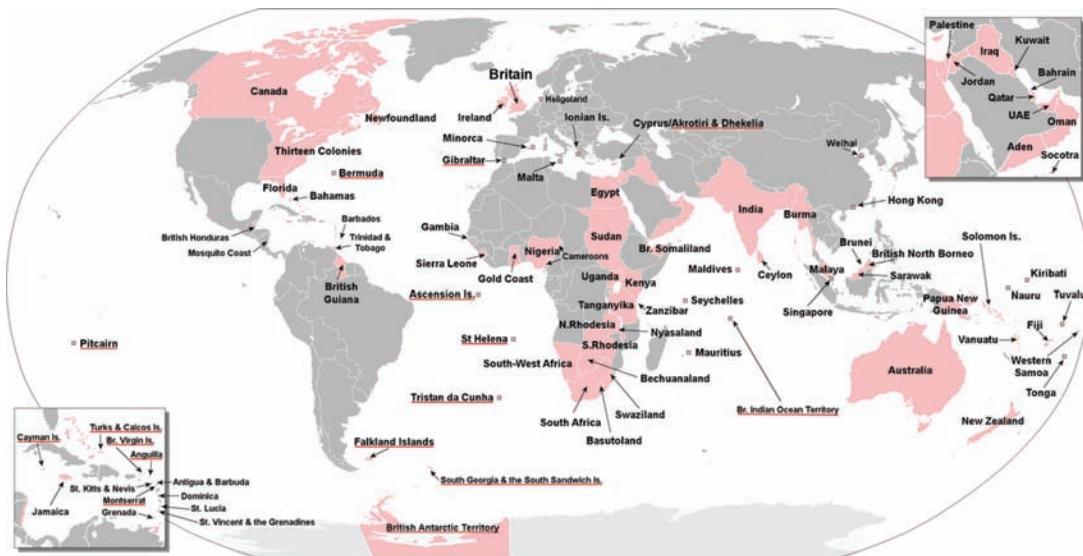 Canada
Newfoundland
Thirteen Colonies
Bermuda
Florida
Bahamas
British Honduras
Mosquito Coast
Barbados
Trinidad &
Tobago
British
Guiana
Pitcairn
Britain
Ireland
Heligoland
Minorca
Ionian Is.
Gibraltar
Malta
Cyprus/Akrotiri & Dhekelia
Weihai
Egypt
Sudan
Gambia
Sierra Leone
Nigeria
Cameroons
Gold Coast
Br. Somaliland
Uganda
Kenya
Tanganyika
Zanzibar
Ascension Is.
St Helena
Tristan da Cunha
N.Rhodesia
Nyasaland
S.Rhodesia
South-West Africa
Bechuanaland
South Africa
Swaziland
Basutoland
Maldives
Seychelles
Mauritius
Br. Indian Ocean Territory
India
Burma
Ceylon
Hong Kong
Brunei
British North Borneo
Malaya
Sarawak
Singapore
Solomon Is.
Papua New
Guinea
Kiribati
Nauru
Tuvalu
Vanuatu
Fiji
Western
Samoa
Tonga
Australia
New Zealand
Falkland Islands
South Georgia & the South Sandwich Is.
British Antarctic Territory
Palestine
Iraq
Kuwait
Jordan
Bahrain
Qatar
UAE
Oman
Aden
Socotra
Turks & Caicos Is.
Cayman Is.
Br. Virgin Is.
Anguilla
St. Kitts & Nevis
Antigua & Barbuda
Montserrat
Dominica
Jamaica
Grenada
St. Lucia
St. Vincent & the Grenadines